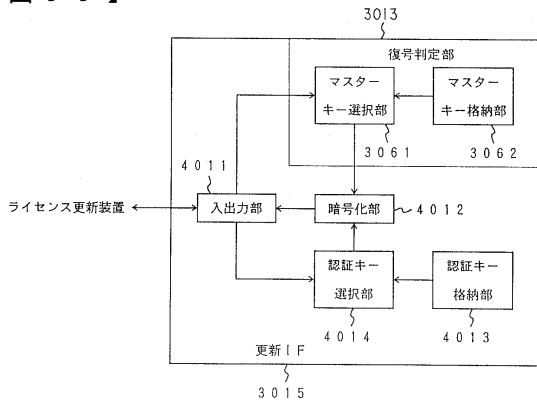 3013
復号判定部
マスター
キー選択部
マスター
キー格納部
3061
3062
4011
ライセンス更新装置
入出力部
暗号化部
4012
認証キー
選択部
認証キー
格納部
4014
4013
更新IF
3015